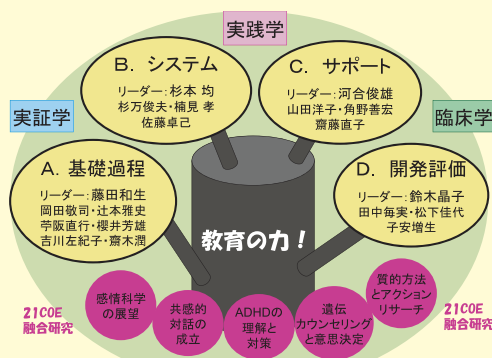 実践学
B. システム
リーダー：杉本 均
杉万俊夫・楠見 孝
佐藤卓己
C. サポート
リーダー：河合俊雄
山田洋子・角野善宏
齋藤直子
実証学
臨床学
A. 基礎過程
リーダー：藤田和生
岡田敬司・辻本雅史
苧阪直行・櫻井芳雄
吉川左紀子・齋木潤
D. 開発評価
リーダー：鈴木晶子
田中毎実・松下佳代
子安増生
教育の力！
感情科学
の展望
共感的
対話の
成立
ADHDの
理解と
対策
遺伝
カウンセリング
と意思決定
質的方法
とアクション
リサーチ
21COE
融合研究
21COE
融合研究